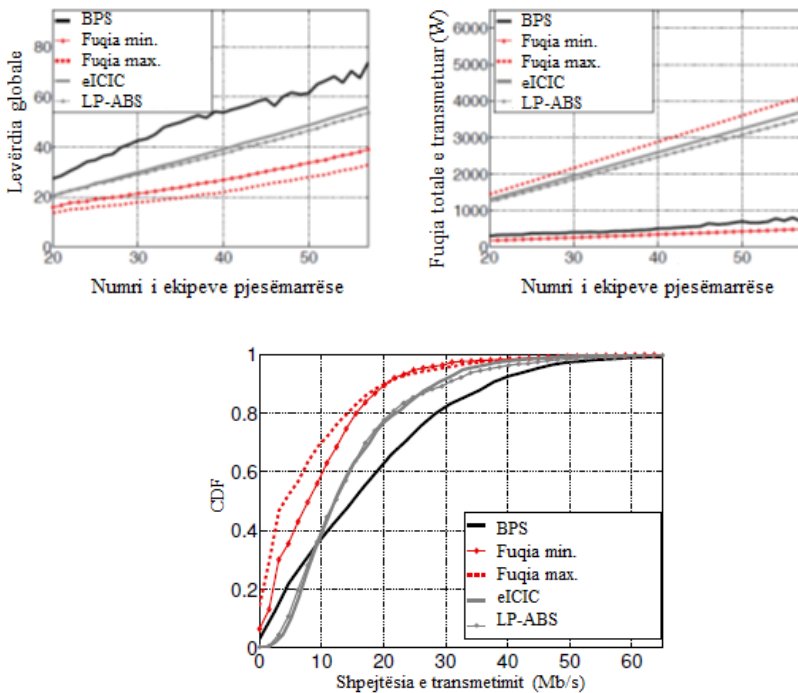 Levërdia globale
80
60
40
20
0
BPS
Fuqia min.
Fuqia max.
eICIC
LP-ABS
20
30
40
50
Numri i ekipeve pjesëmarrëse
Fuqia totale e transmetuar (W)
6000
5000
4000
3000
2000
1000
0
BPS
Fuqia min.
Fuqia max.
eICIC
LP-ABS
20
30
40
50
Numri i ekipeve pjesëmarrëse
CDF
1
0.8
0.6
0.4
0.2
0
BPS
Fuqia min.
Fuqia max.
eICIC
LP-ABS
0
10
20
30
40
50
60
Shpejtësia e transmetimit (Mb/s)